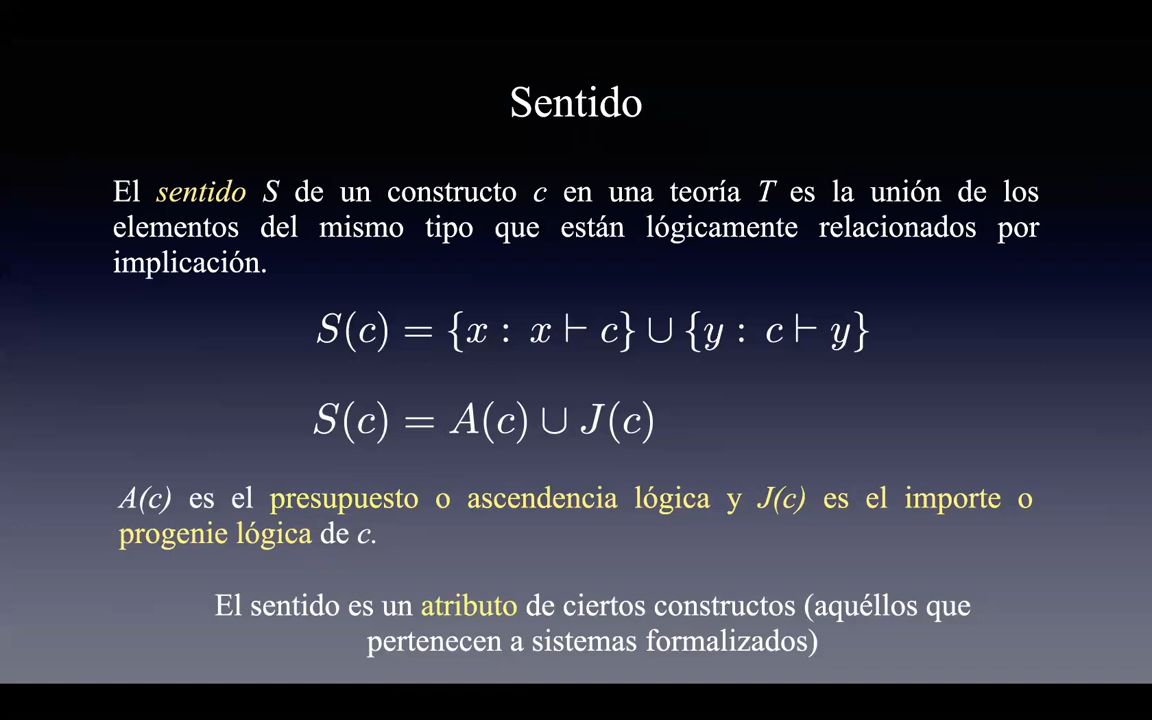 Sentido
El sentido S de un constructo c en una teoría T es la unión de los
elementos del mismo tipo que están lógicamente relacionados por
implicación.
S(c) = {x : x ⊢ c} ∪ {y : c ⊢ y}
S(c) = A(c) ∪ J(c)
A(c) es el presupuesto o ascendencia lógica y J(c) es el importe o
progenie lógica de c.
El sentido es un atributo de ciertos constructos (aquéllos que
pertenecen a sistemas formalizados)